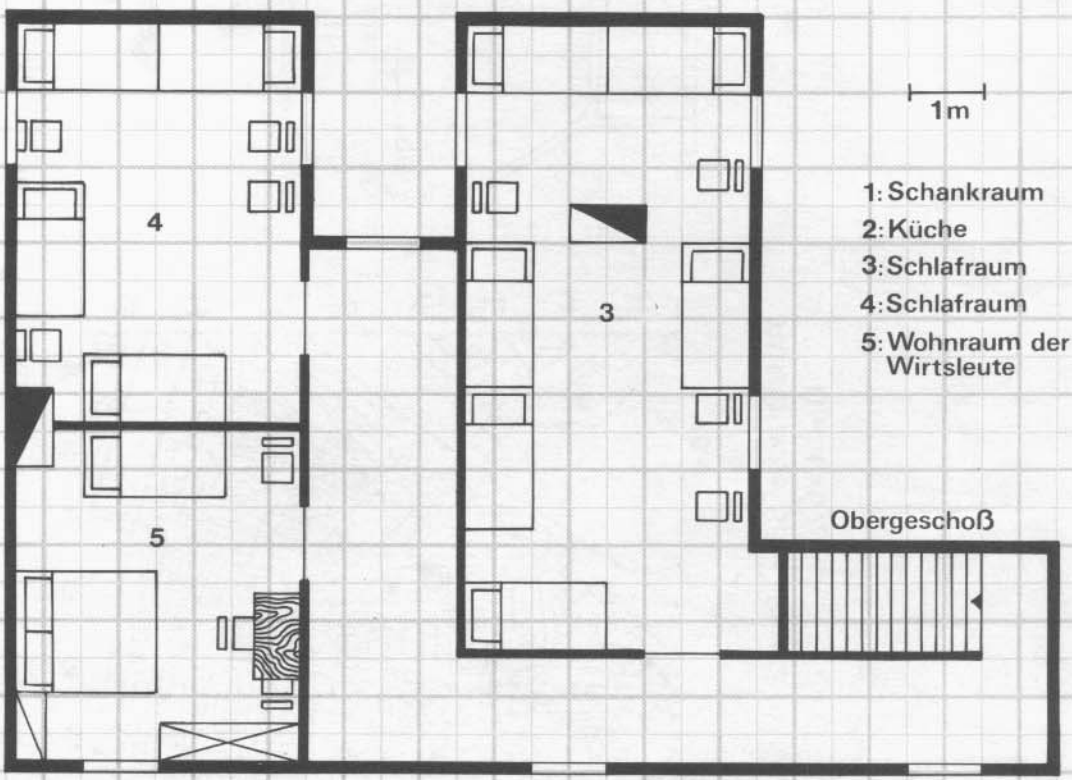 1m
1: Schankraum
2: Küche
3: Schlafraum
4: Schlafraum
5: Wohnraum der
Wirtsleute
4
3
5
Obergeschoß